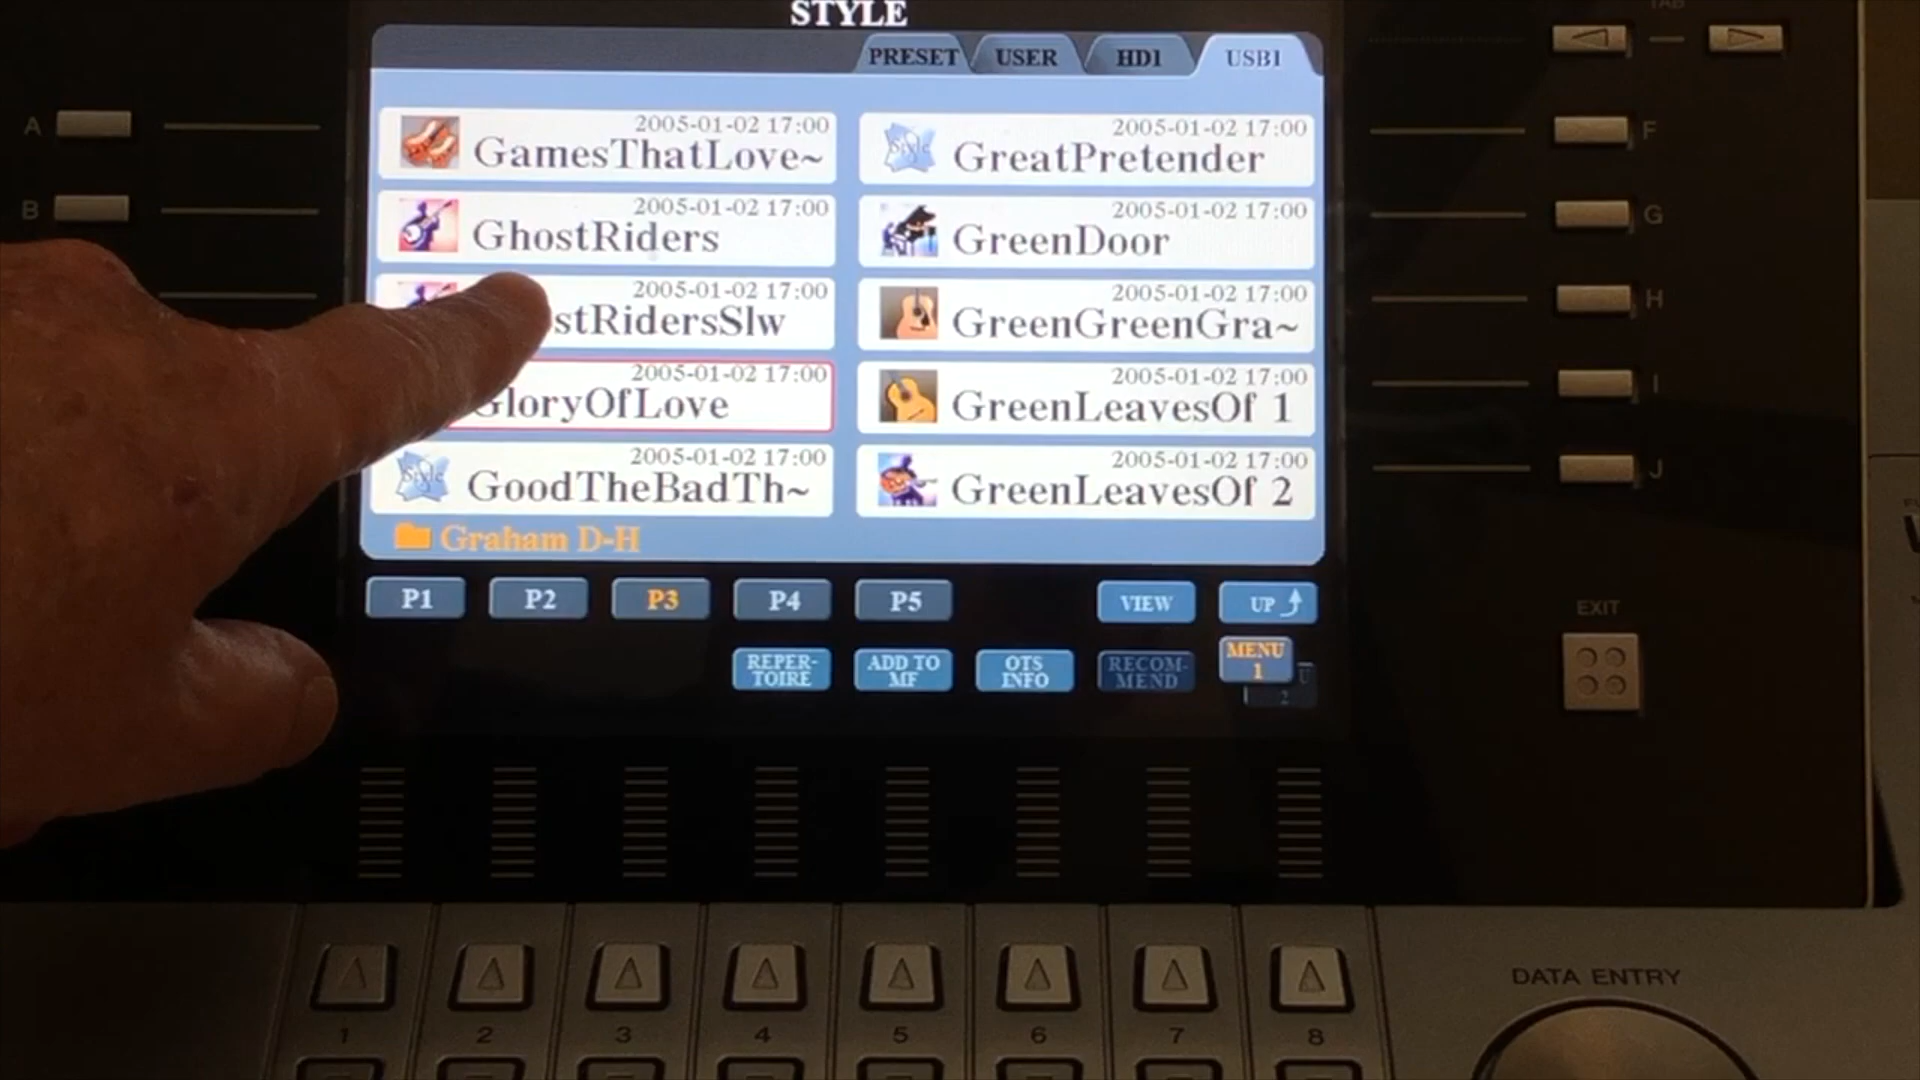 STYLE
PRESET USER HD1 USB1
A
B
2005-01-02 17:00
GamesThatLove~
2005-01-02 17:00
GhostRiders
2005-01-02 17:00
stRidersSlw
2005-01-02 17:00
GloryOfLove
2005-01-02 17:00
Style
GoodTheBadTh~
2005-01-02 17:00
Style
GreatPretender
2005-01-02 17:00
GreenDoor
2005-01-02 17:00
GreenGreenGra~
2005-01-02 17:00
GreenLeavesOf 1
2005-01-02 17:00
GreenLeavesOf 2
Graham D-H
P1 P2 P3 P4 P5 VIEW UP
REPER-
TOIRE
ADD TO
MF
OTS
INFO
RECOM-
MEND
MENU
1
U
2
TAB
F
G
H
I
J
EXIT
DATA ENTRY
1 2 3 4 5 6 7 8